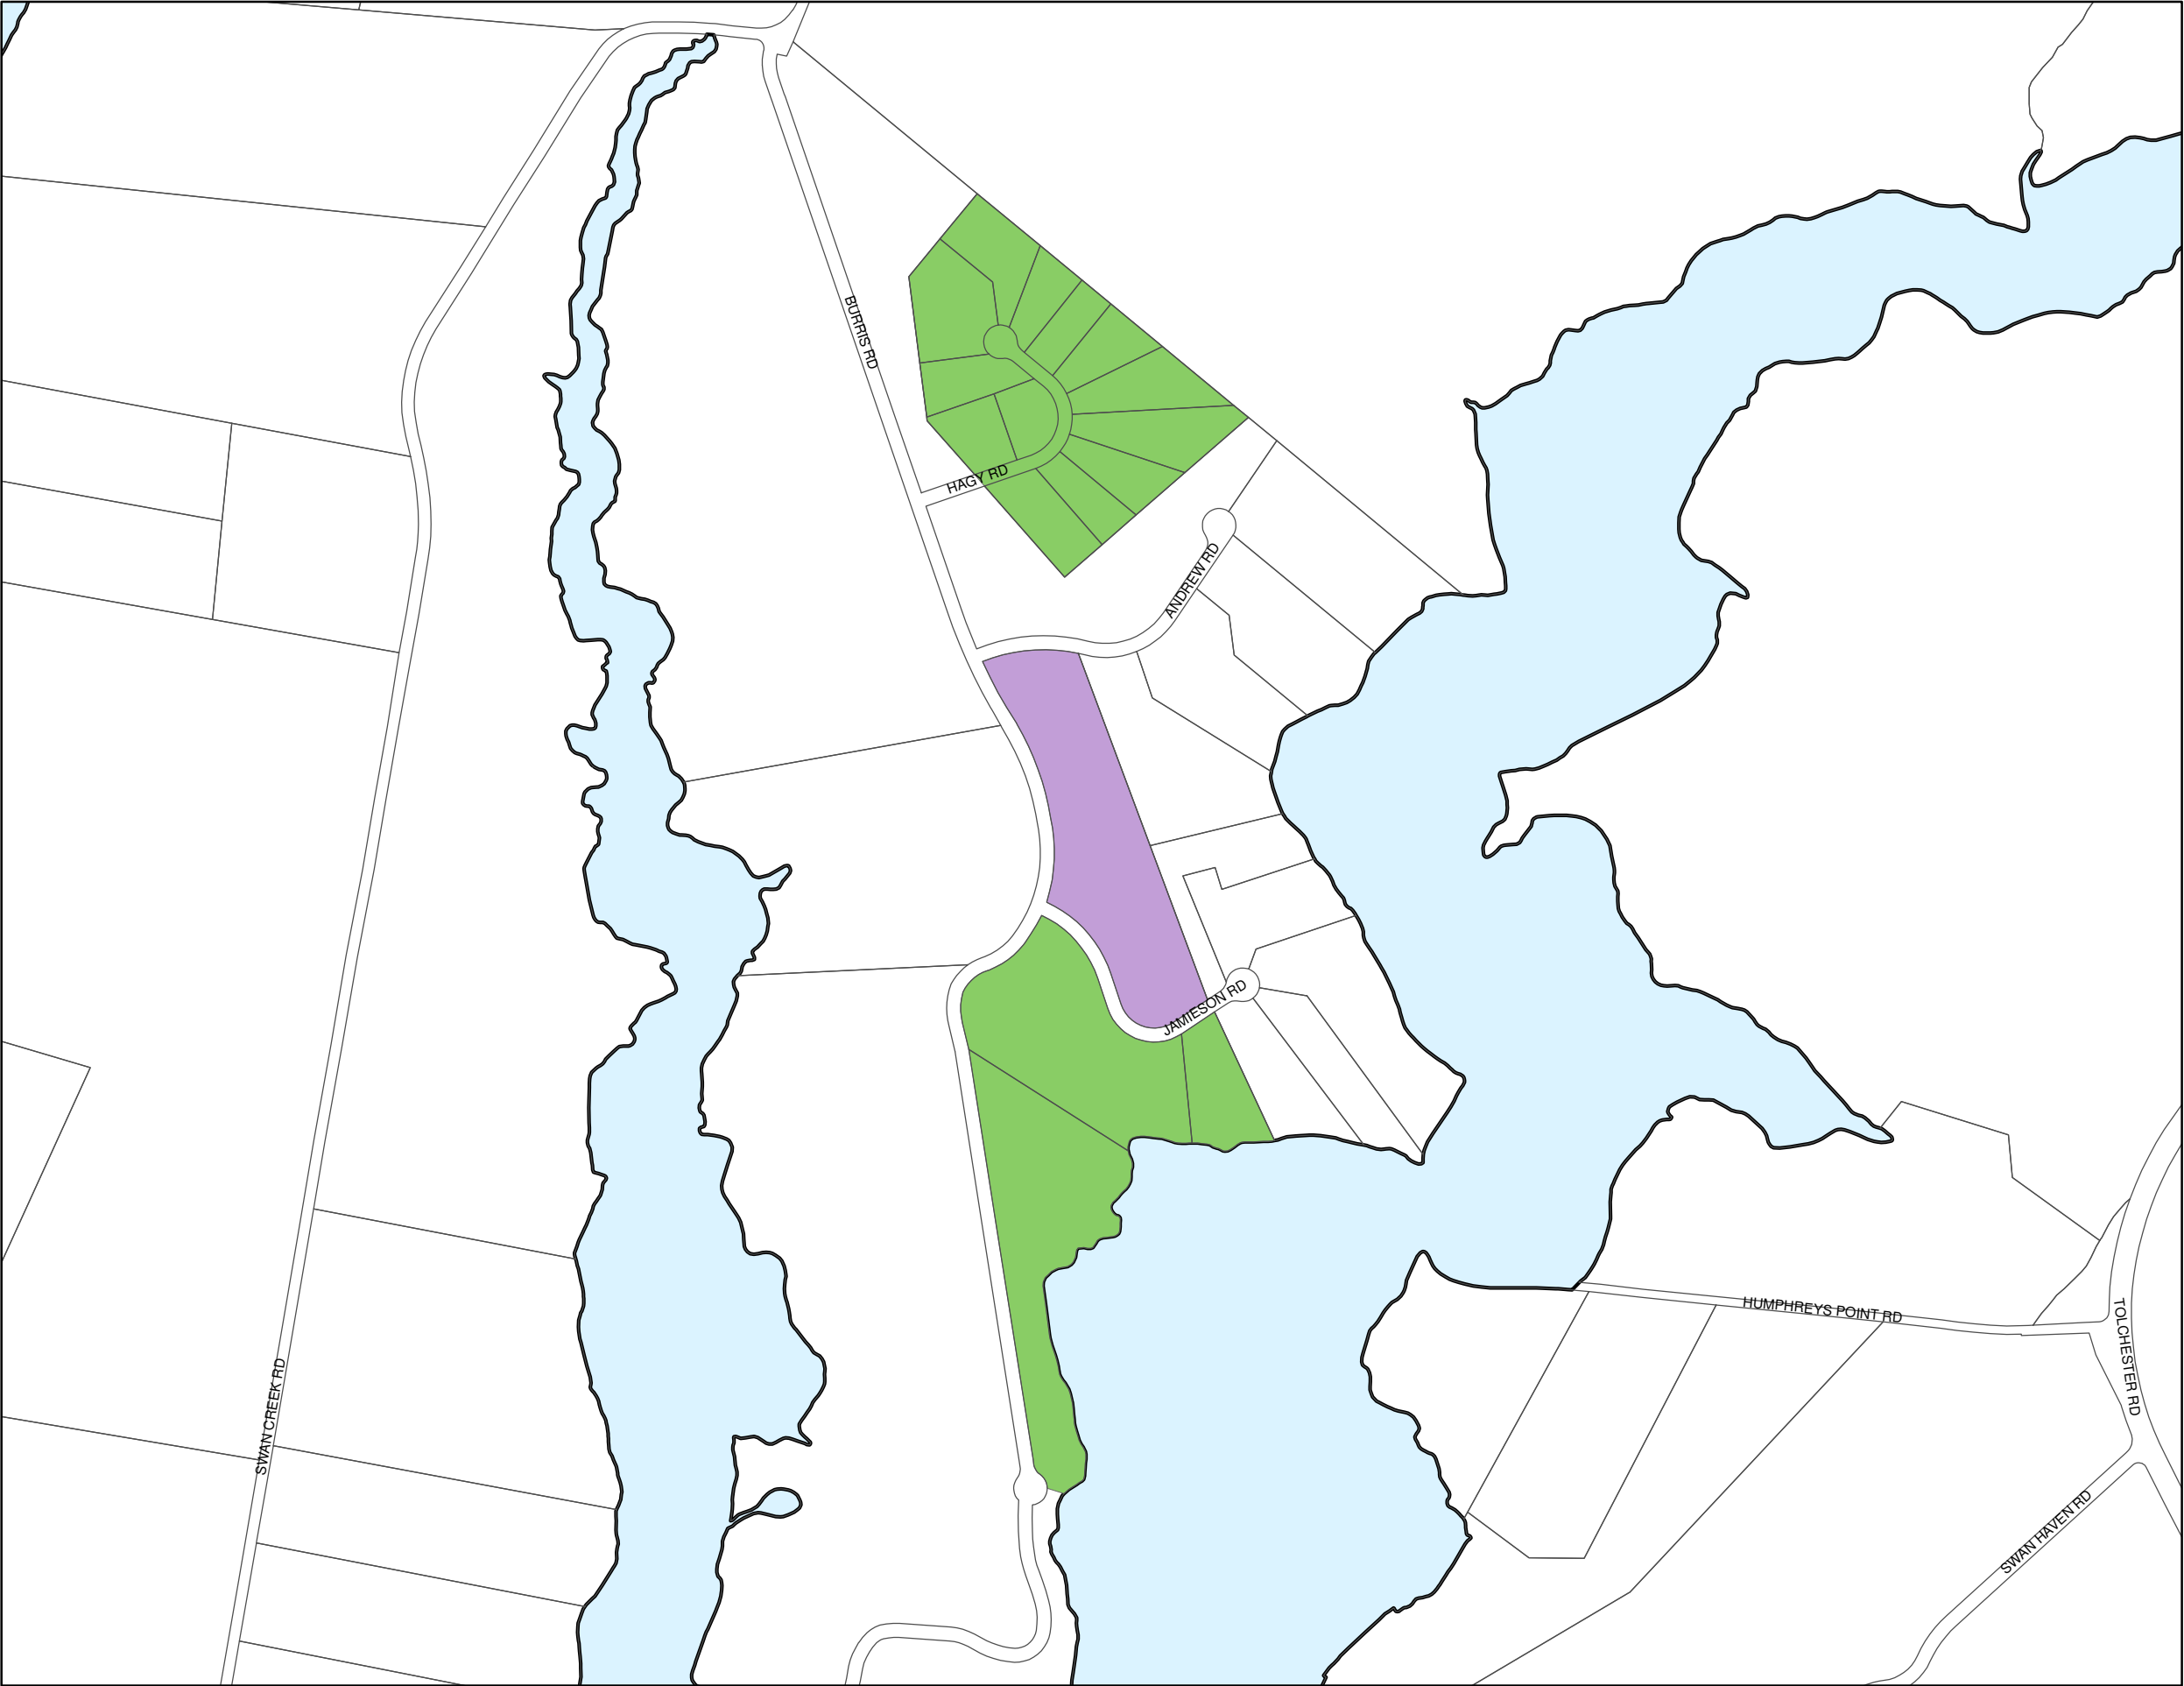 BURRIS RD
HAGY RD
ANDREW RD
JAMIESON RD
HUMPHREYS POINT RD
TOLCHESTER RD
SWAN CREEK RD
SWAN HAVEN RD